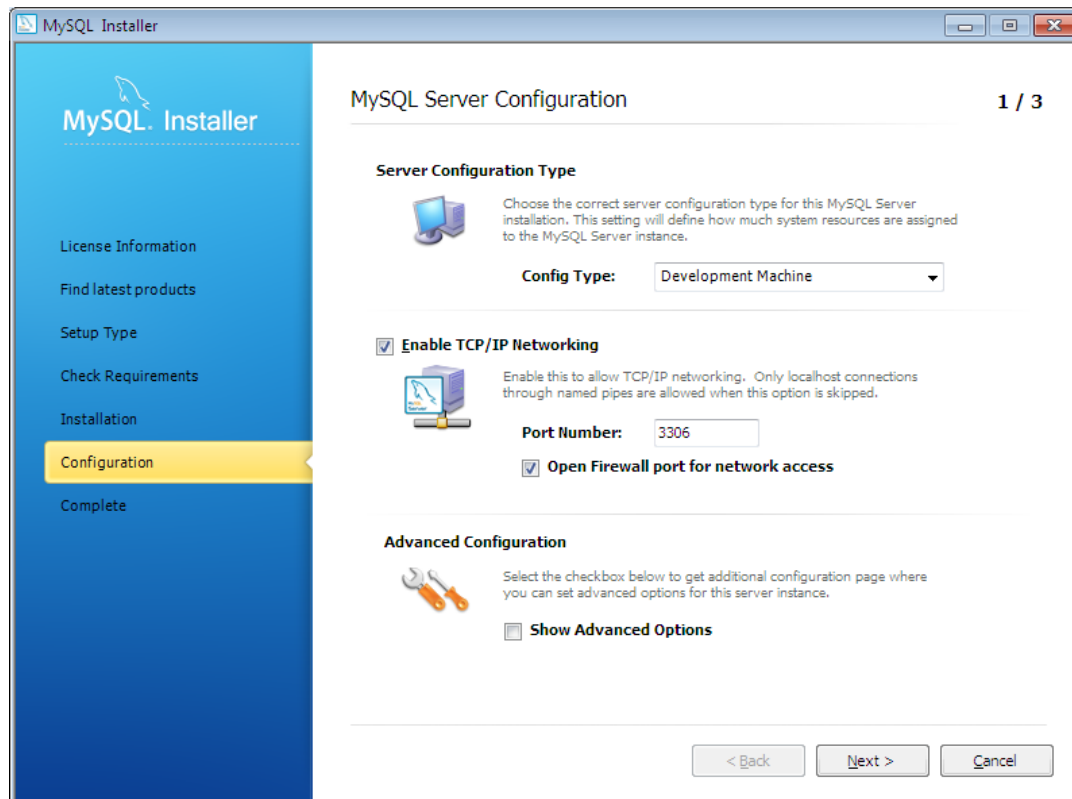 MySQL Installer
MySQL. Installer
License Information
Find latest products
Setup Type
Check Requirements
Installation
Configuration
Complete
MySQL Server Configuration
1 / 3
Server Configuration Type
Choose the correct server configuration type for this MySQL Server
installation. This setting will define how much system resources are assigned
to the MySQL Server instance.
Config Type:
Development Machine
Enable TCP/IP Networking
Enable this to allow TCP/IP networking. Only localhost connections
through named pipes are allowed when this option is skipped.
MySQL
Server
Port Number:
3306
Open Firewall port for network access
Advanced Configuration
Select the checkbox below to get additional configuration page where
you can set advanced options for this server instance.
Show Advanced Options
< Back
Next >
Cancel